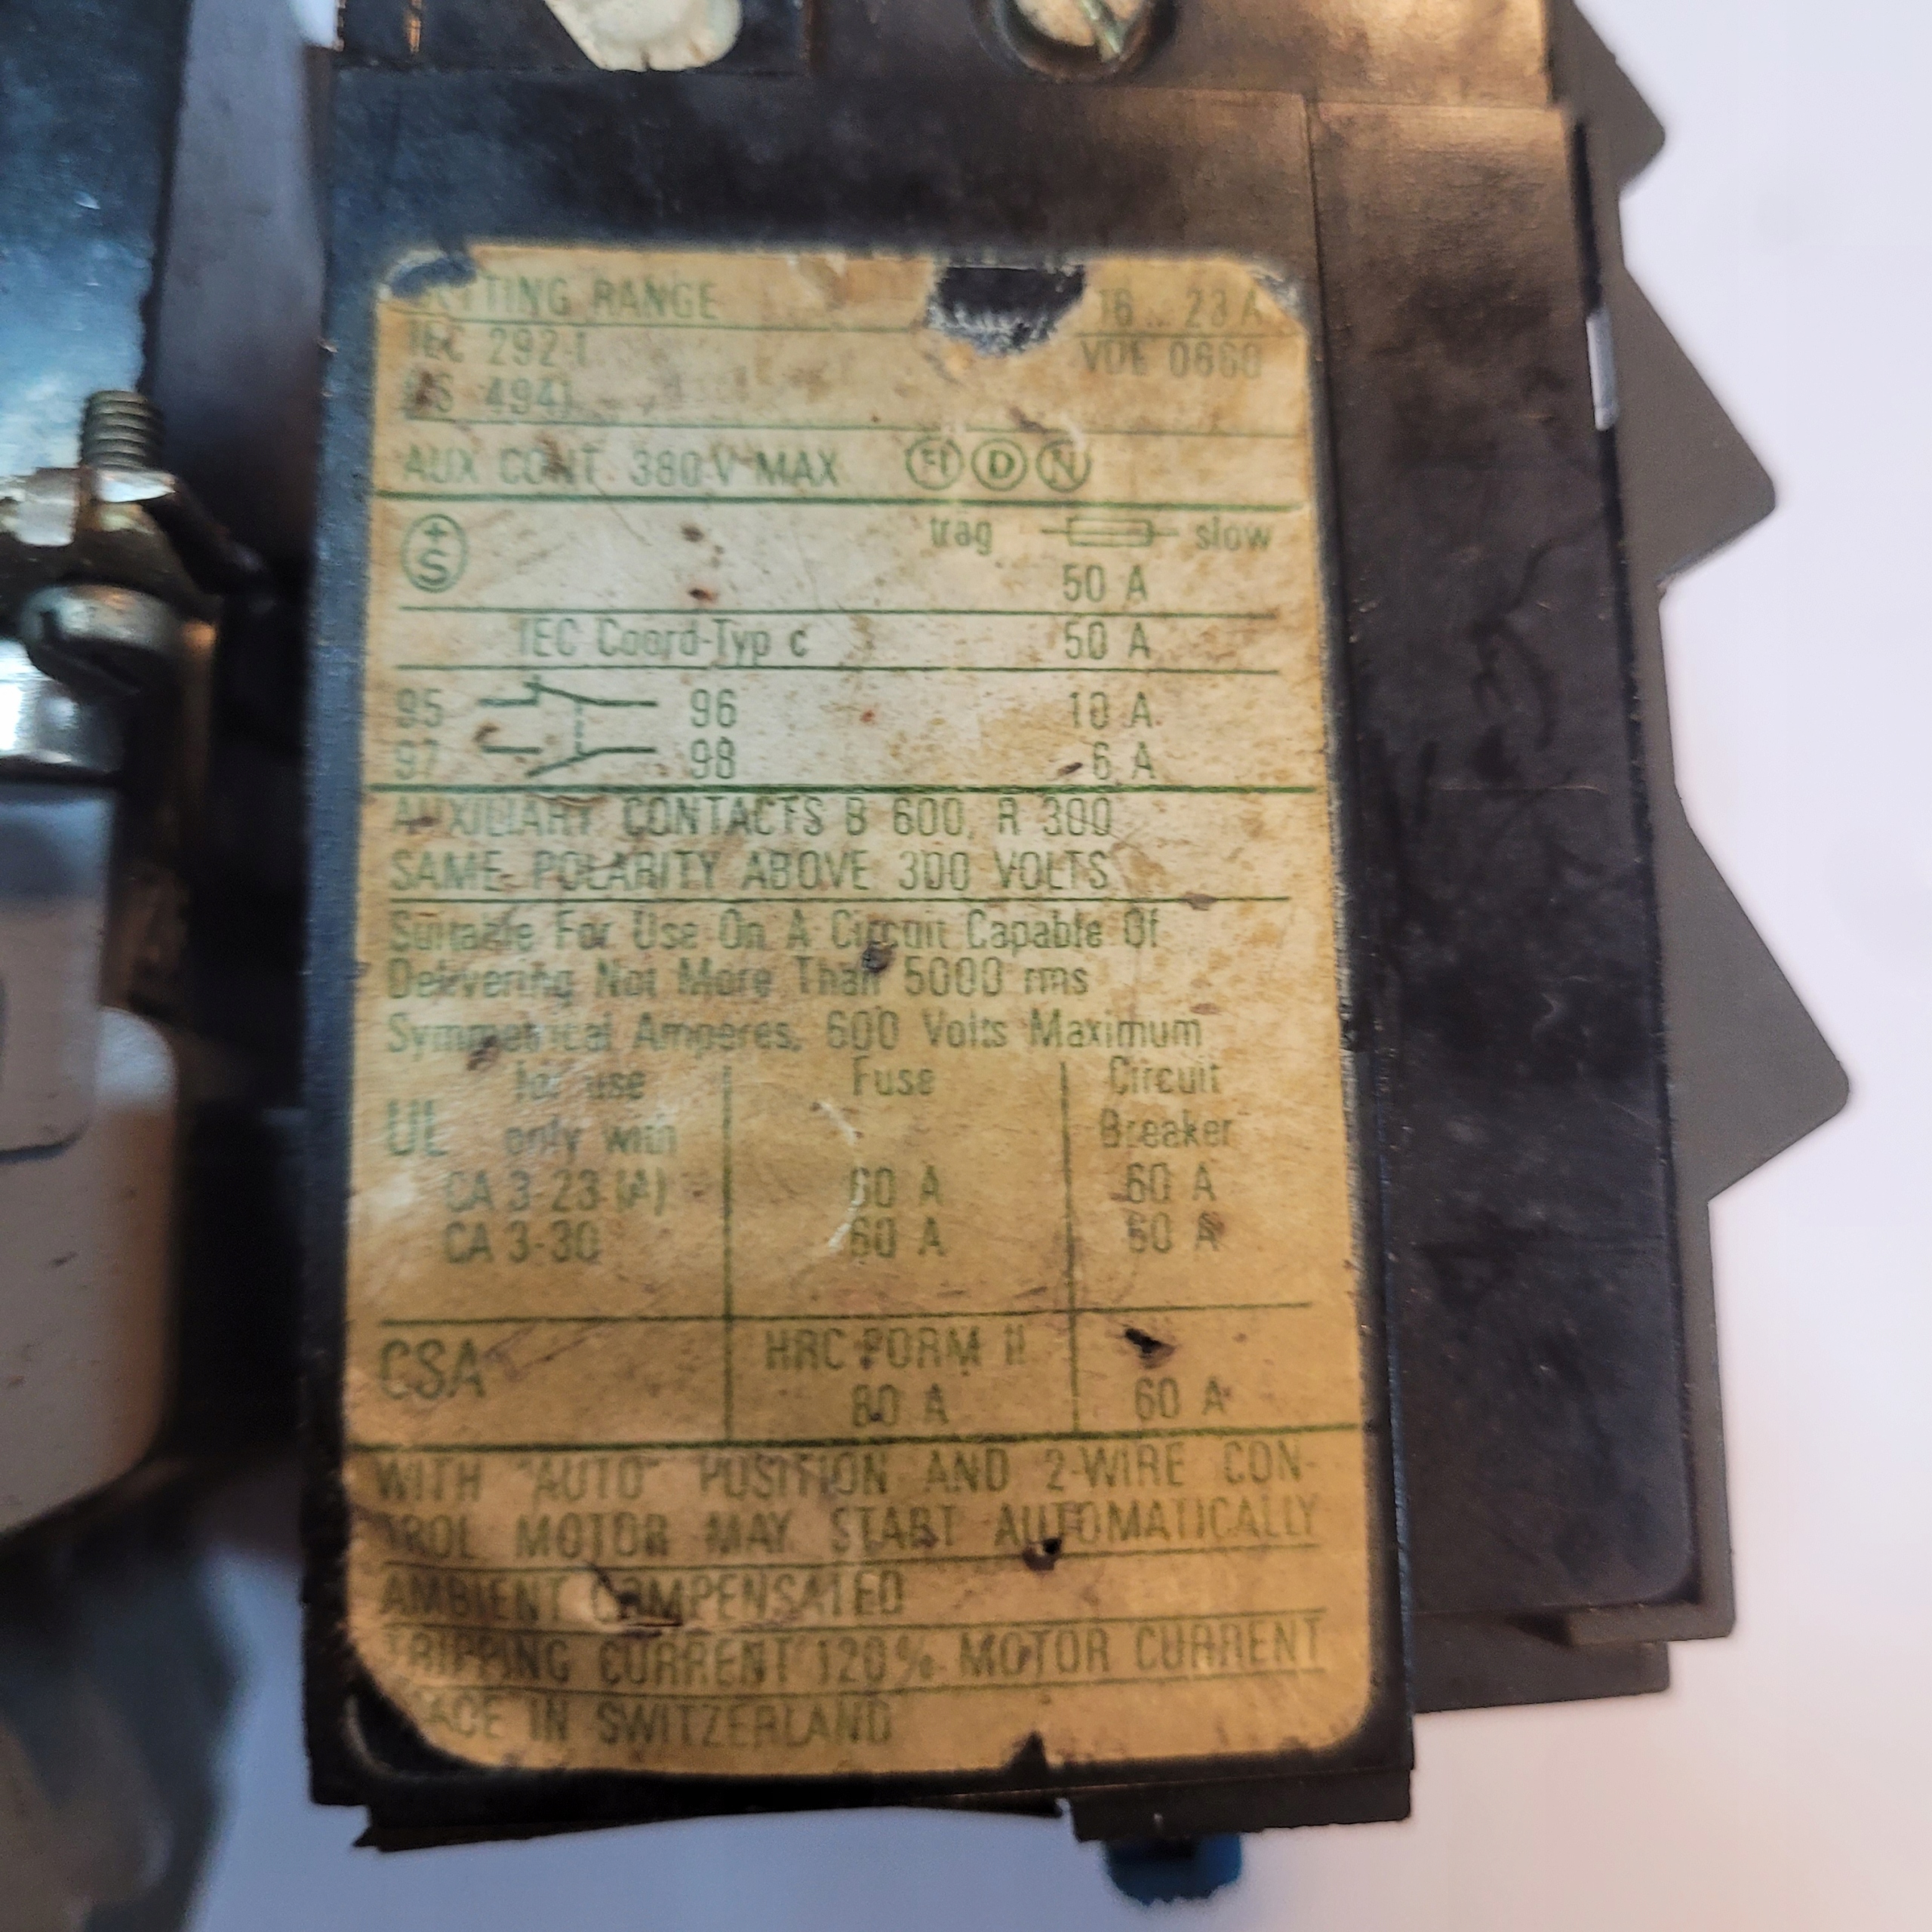 SETTING RANGE 16 .. 23 A
IEC 292-1 VDE 0660
BS 4941
AUX CONT. 380 V MAX FI D N
+S trag slow
50 A
IEC Coord-Typ c 50 A
95 96 10 A
97 98 6 A
AUXILIARY CONTACTS B 600, R 300
SAME POLARITY ABOVE 300 VOLTS
Suitable For Use On A Circuit Capable Of
Delivering Not More Than 5000 rms
Symmetrical Amperes, 600 Volts Maximum
for use Fuse Circuit
UL only with Breaker
CA 3-23 (A) 60 A 60 A
CA 3-30 60 A 60 A
CSA HRC FORM II
80 A 60 A
WITH "AUTO" POSITION AND 2-WIRE CON-
TROL MOTOR MAY START AUTOMATICALLY
AMBIENT COMPENSATED
TRIPPING CURRENT 120% MOTOR CURRENT
MADE IN SWITZERLAND